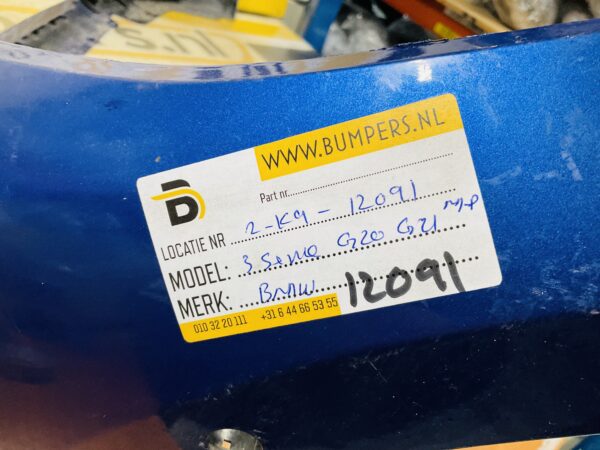 s.nl
WWW.BUMPERS.NL
Part nr.
LOCATIE NR 2-K9-12091
MODEL: 3 Serie G20 G21 M-P
MERK: BMW 12091
010 32 20 111 +31 6 44 66 53 55